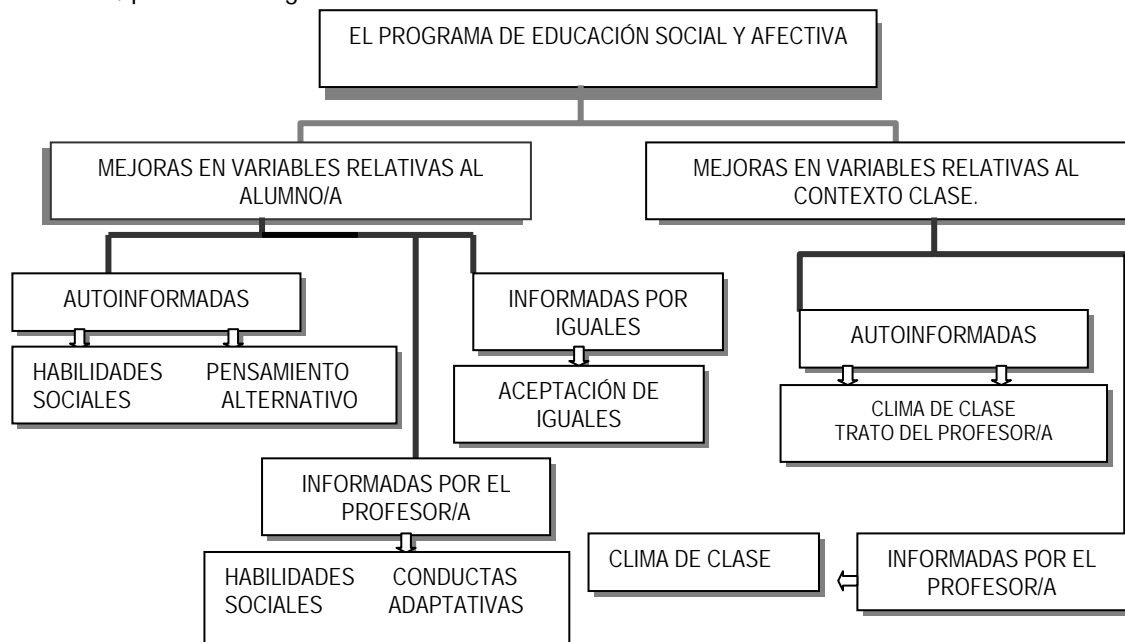 EL PROGRAMA DE EDUCACIÓN SOCIAL Y AFECTIVA
MEJORAS EN VARIABLES RELATIVAS AL
ALUMNO/A
MEJORAS EN VARIABLES RELATIVAS AL
CONTEXTO CLASE.
AUTOINFORMADAS
HABILIDADES PENSAMIENTO
SOCIALES ALTERNATIVO
INFORMADAS POR
IGUALES
ACEPTACIÓN DE
IGUALES
AUTOINFORMADAS
CLIMA DE CLASE
TRATO DEL PROFESOR/A
INFORMADAS POR EL
PROFESOR/A
HABILIDADES CONDUCTAS
SOCIALES ADAPTATIVAS
CLIMA DE CLASE
INFORMADAS POR EL
PROFESOR/A